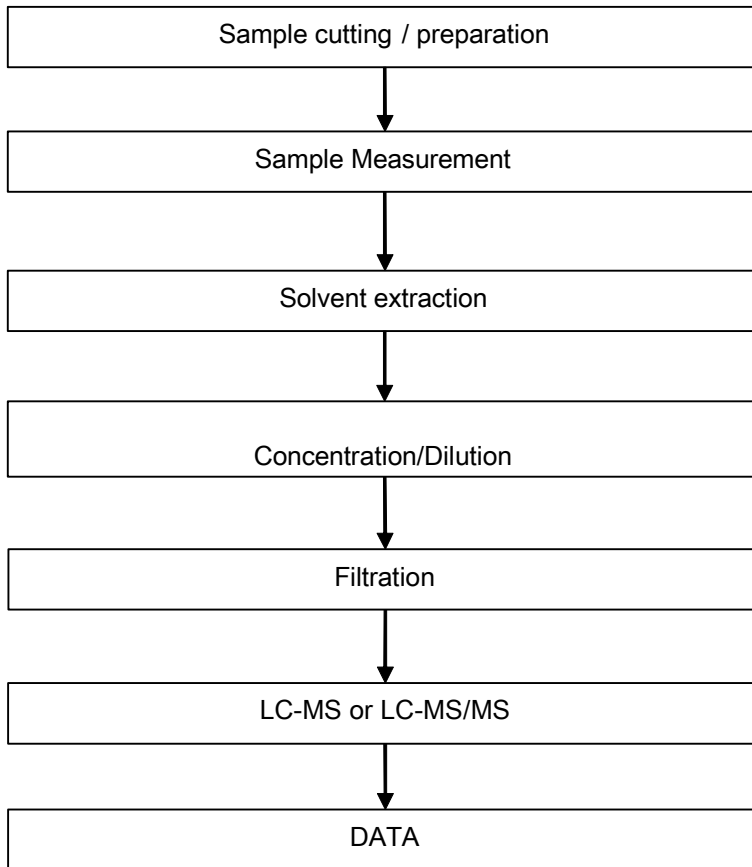 Sample cutting / preparation
Sample Measurement
Solvent extraction
Concentration/Dilution
Filtration
LC-MS or LC-MS/MS
DATA